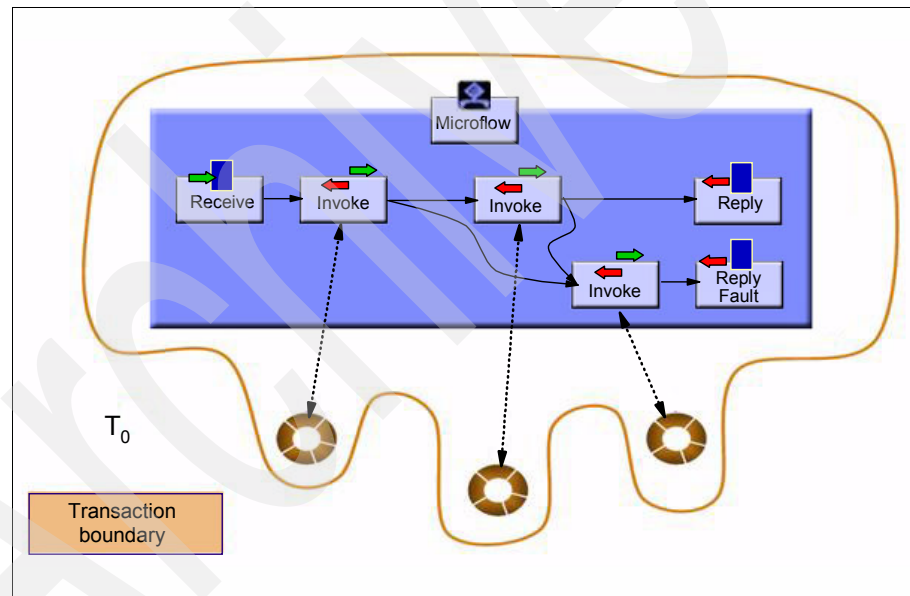 Microflow
Receive
Invoke
Invoke
Reply
Invoke
Reply
Fault
T0
Transaction
boundary